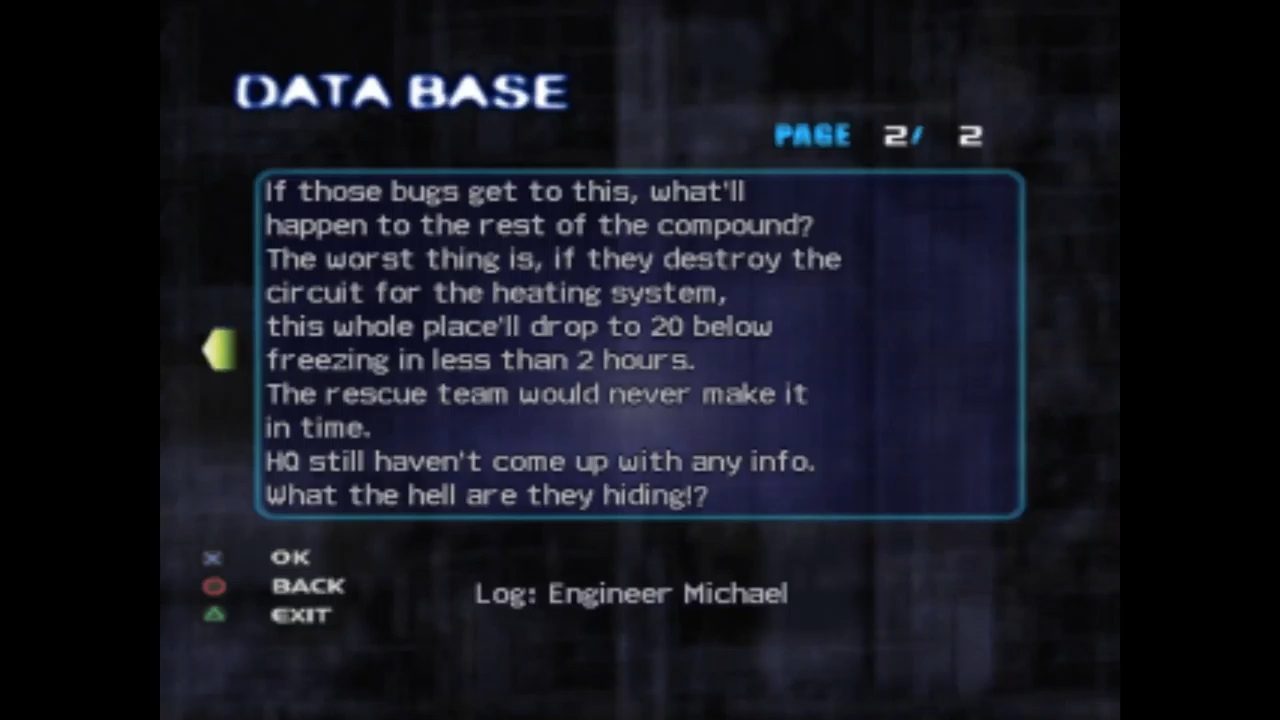 DATA BASE
PAGE 2/ 2
If those bugs get to this, what'll
happen to the rest of the compound?
The worst thing is, if they destroy the
circuit for the heating system,
this whole place'll drop to 20 below
freezing in less than 2 hours.
The rescue team would never make it
in time.
HQ still haven't come up with any info.
What the hell are they hiding!?
OK
BACK
EXIT
Log: Engineer Michael